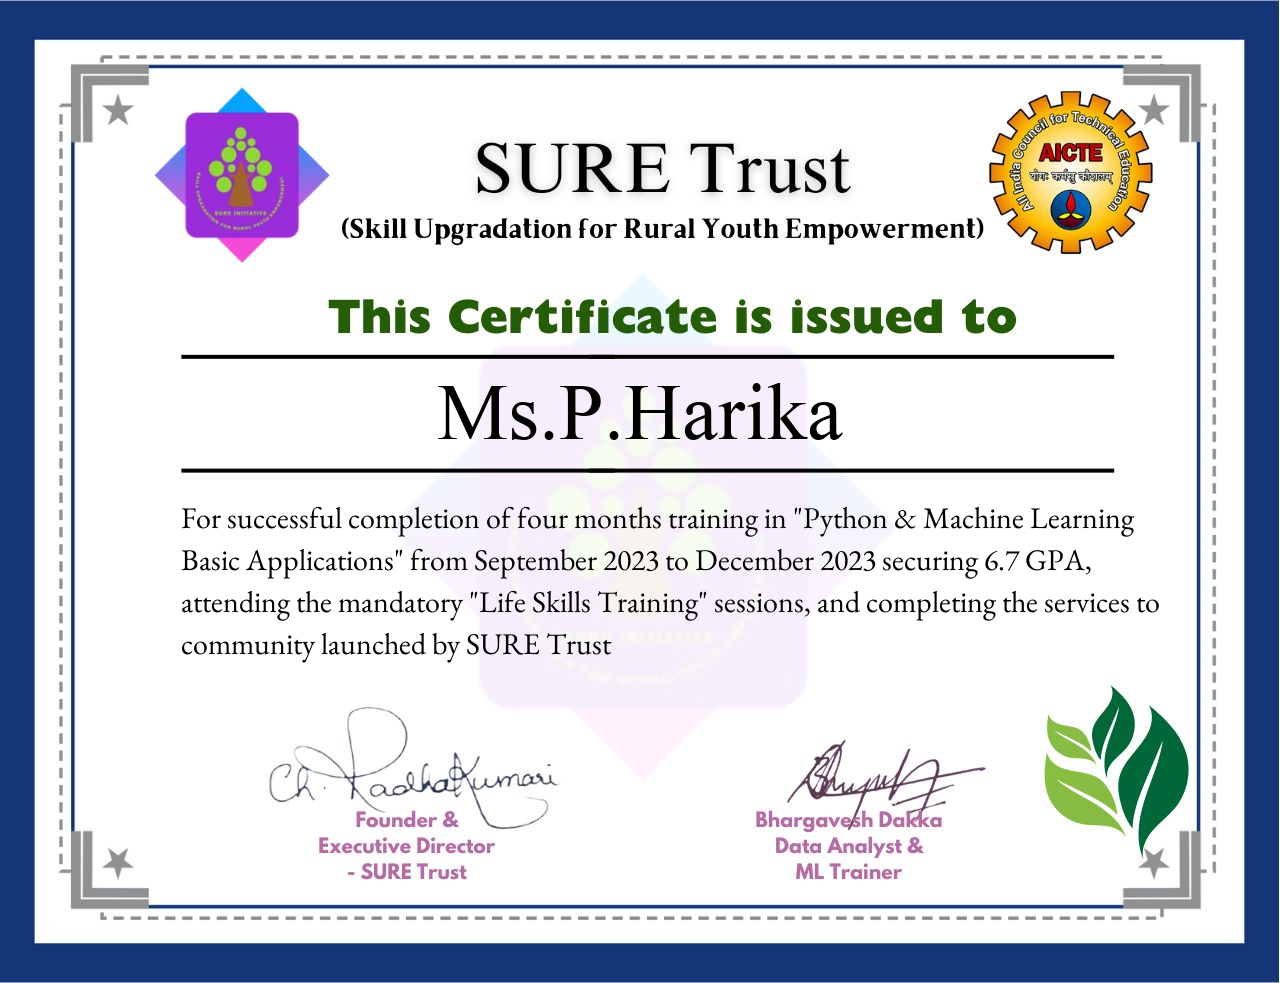 SURE Trust
(Skill Upgradation for Rural Youth Empowerment)
SURE INITIATIVE
SKILL UPGRADATION FOR RURAL-YOUTH EMPOWERMENT
All India Council for Technical Education
AICTE
योगः कर्मसु कौशलम्
This Certificate is issued to
Ms.P.Harika
For successful completion of four months training in "Python & Machine Learning
Basic Applications" from September 2023 to December 2023 securing 6.7 GPA,
attending the mandatory "Life Skills Training" sessions, and completing the services to
community launched by SURE Trust
Ch. RadhaKumari
Founder &
Executive Director
- SURE Trust
Bhargavesh Dakka
Data Analyst &
ML Trainer